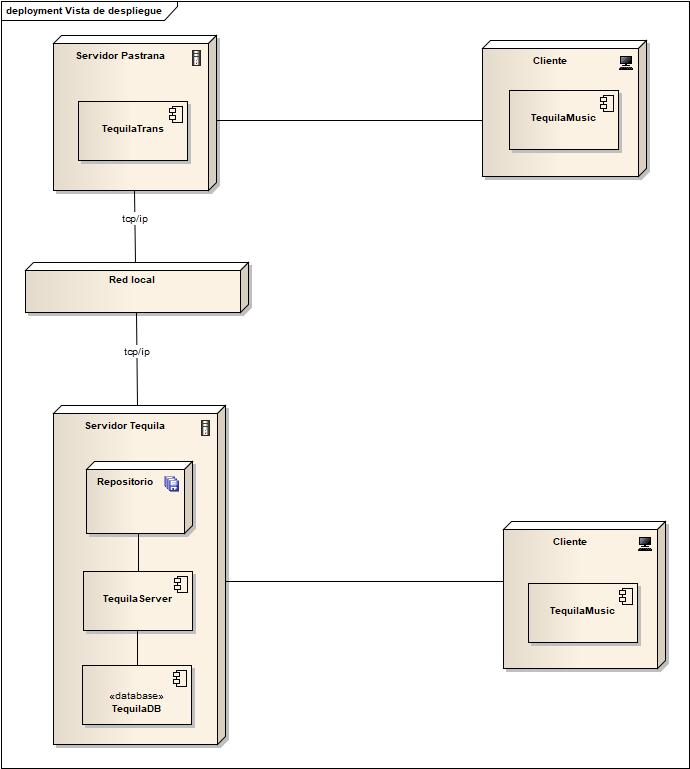 deployment Vista de despliegue
Servidor Pastrana
TequilaTrans
Cliente
TequilaMusic
tcp/ip
Red local
tcp/ip
Servidor Tequila
Repositorio
TequilaServer
«database»
TequilaDB
Cliente
TequilaMusic